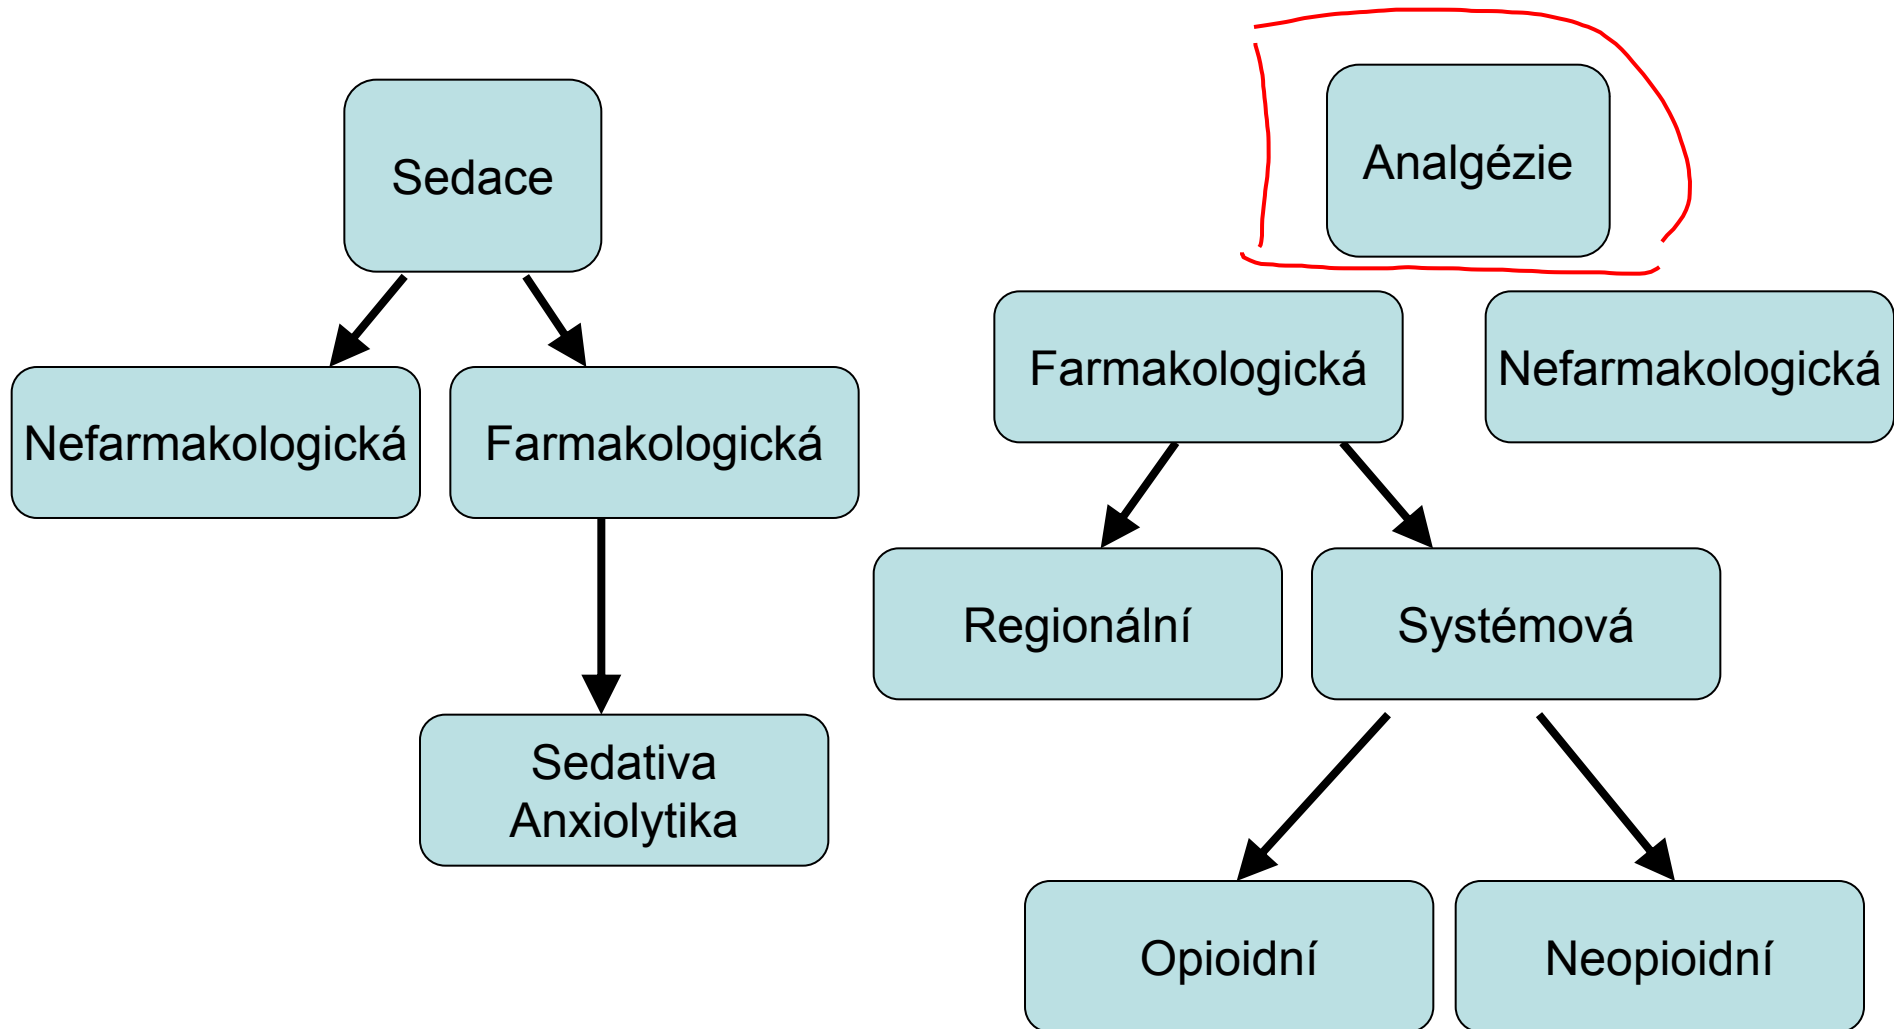 Sedace
Nefarmakologická
Farmakologická
Sedativa
Anxiolytika
Analgézie
Farmakologická
Nefarmakologická
Regionální
Systémová
Opioidní
Neopioidní